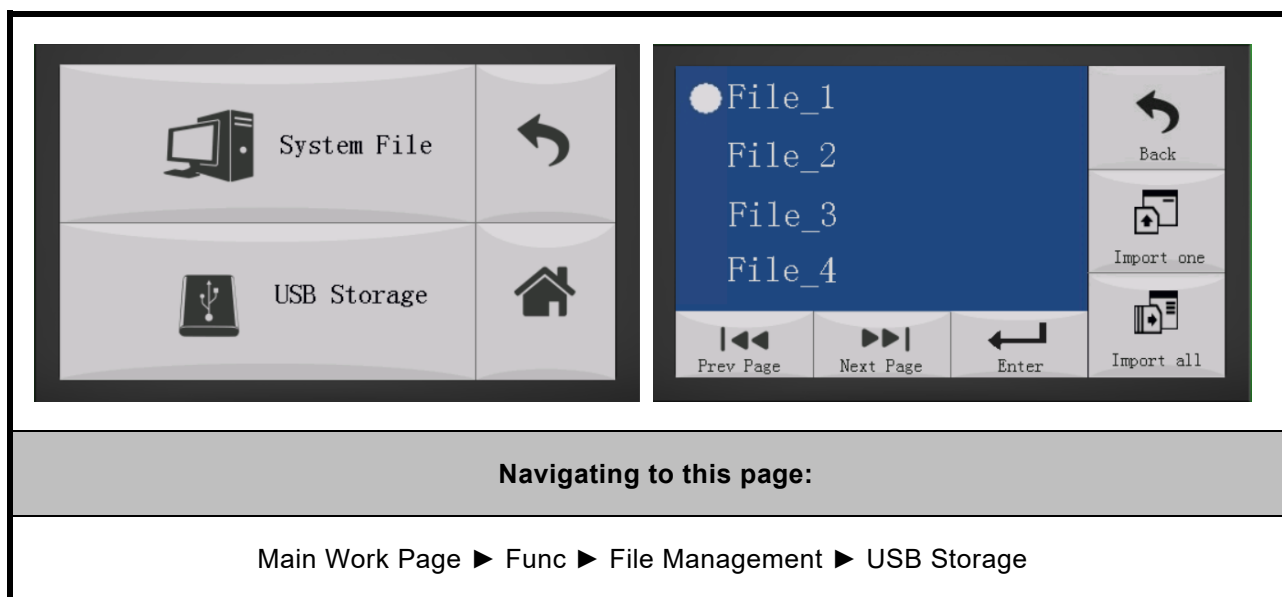 System File
USB Storage
File_1
File_2
File_3
File_4
Back
Import one
Import all
Prev Page
Next Page
Enter
Navigating to this page:
Main Work Page ► Func ► File Management ► USB Storage